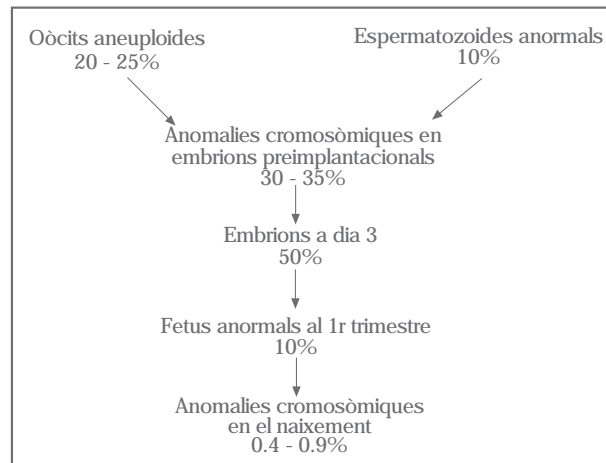 Oòcits aneuploides
20 - 25%
Espermatozoides anormals
10%
Anomalies cromosòmiques en
embrions preimplantacionals
30 - 35%
Embrions a dia 3
50%
Fetus anormals al 1r trimestre
10%
Anomalies cromosòmiques
en el naixement
0.4 - 0.9%